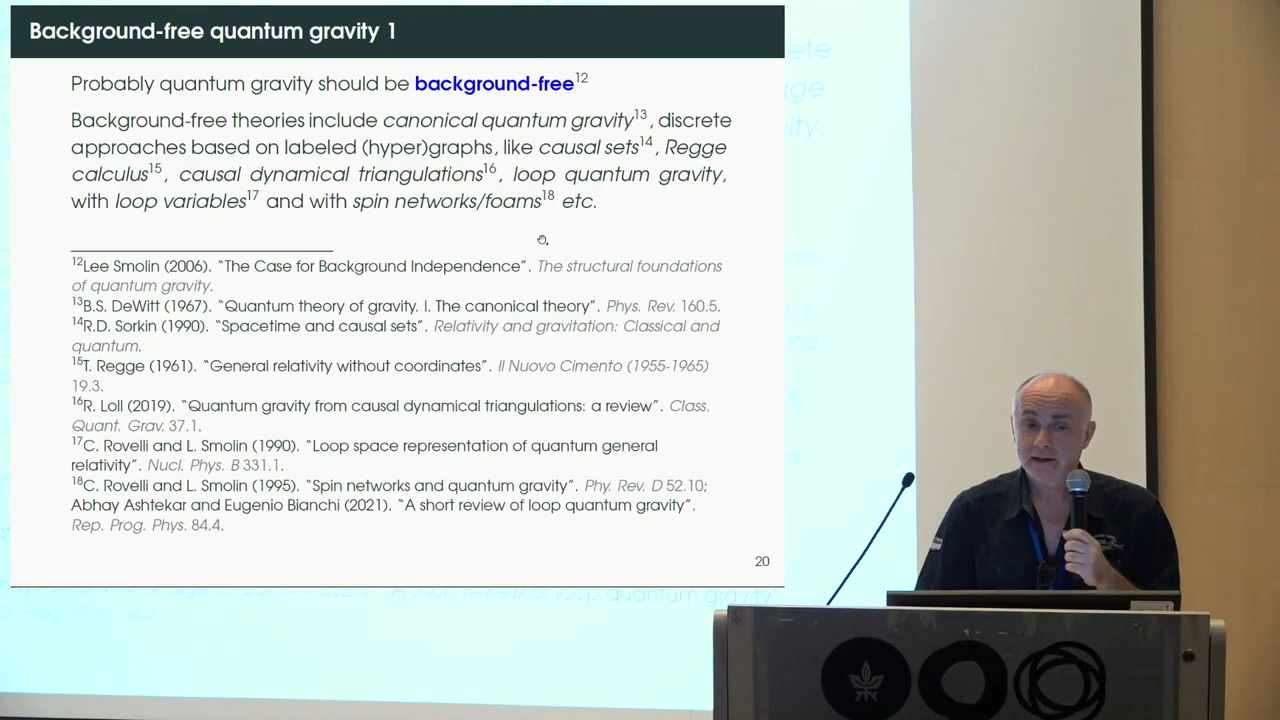 Background-free quantum gravity 1
Probably quantum gravity should be background-free12
Background-free theories include canonical quantum gravity13, discrete
approaches based on labeled (hyper)graphs, like causal sets14, Regge
calculus15, causal dynamical triangulations16, loop quantum gravity,
with loop variables17 and with spin networks/foams18 etc.
12Lee Smolin (2006). “The Case for Background Independence”. The structural foundations
of quantum gravity.
13B.S. DeWitt (1967). “Quantum theory of gravity. I. The canonical theory”. Phys. Rev. 160.5.
14R.D. Sorkin (1990). “Spacetime and causal sets”. Relativity and gravitation: Classical and
quantum.
15T. Regge (1961). “General relativity without coordinates”. Il Nuovo Cimento (1955-1965)
19.3.
16R. Loll (2019). “Quantum gravity from causal dynamical triangulations: a review”. Class.
Quant. Grav. 37.1.
17C. Rovelli and L. Smolin (1990). “Loop space representation of quantum general
relativity”. Nucl. Phys. B 331.1.
18C. Rovelli and L. Smolin (1995). “Spin networks and quantum gravity”. Phy. Rev. D 52.10;
Abhay Ashtekar and Eugenio Bianchi (2021). “A short review of loop quantum gravity”.
Rep. Prog. Phys. 84.4.
20